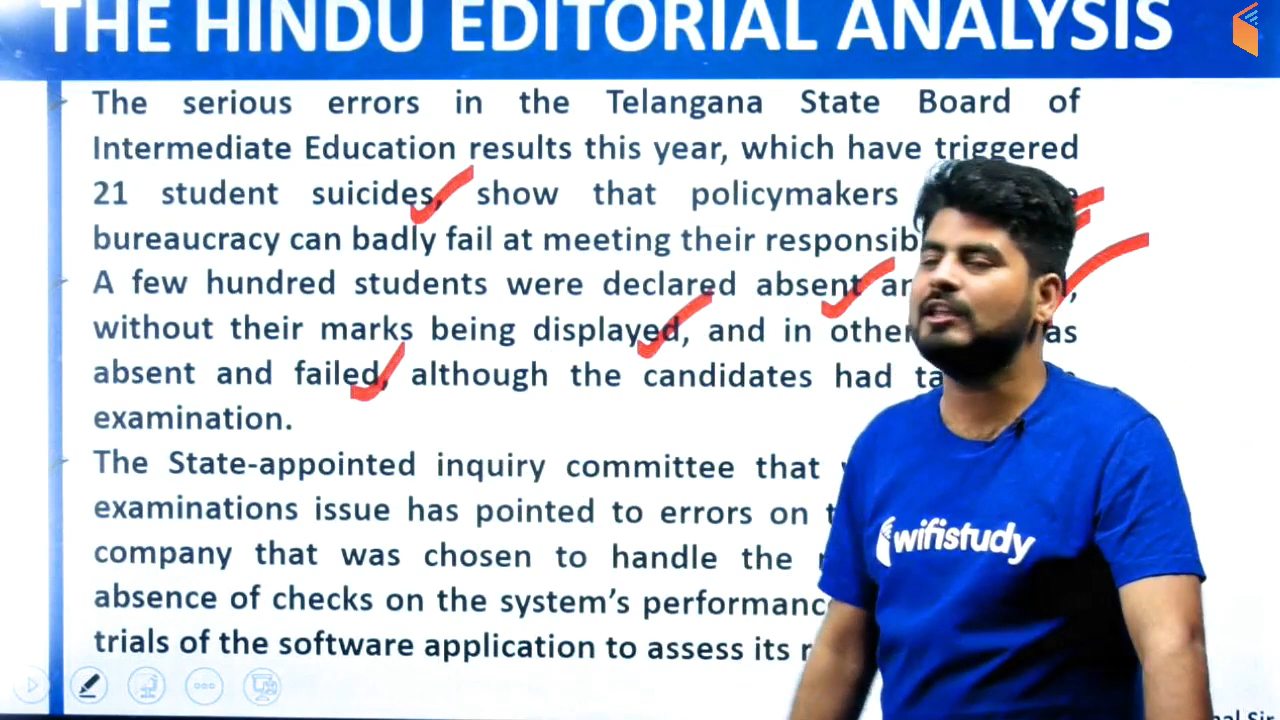 THE HINDU EDITORIAL ANALYSIS
The serious errors in the Telangana State Board of
Intermediate Education results this year, which have triggered
21 student suicides, show that policymakers
bureaucracy can badly fail at meeting their
A few hundred students were declared absent
without their marks being displayed, and in
absent and failed, although the candidates had
examination.
The State-appointed inquiry committee that
examinations issue has pointed to errors on
company that was chosen to handle the
absence of checks on the system's
trials of the software application to assess its
wifistudy